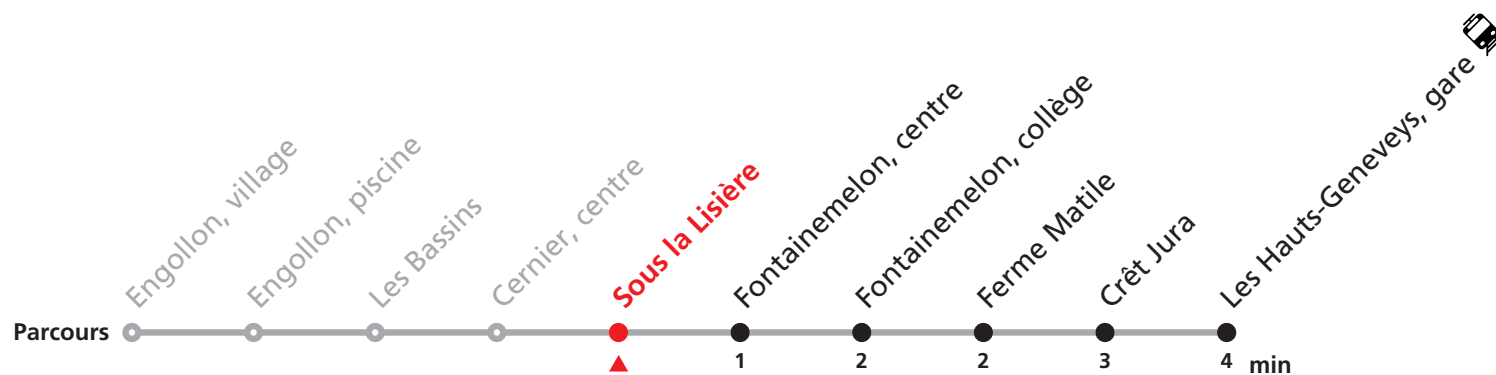 Engollon, village
Engollon, piscine
Les Bassins
Cernier, centre
Sous la Lisière
Fontainemelon, centre
Fontainemelon, collège
Ferme Matile
Crêt Jura
Les Hauts-Geneveys, gare
Parcours
1 2 2 3 4 min